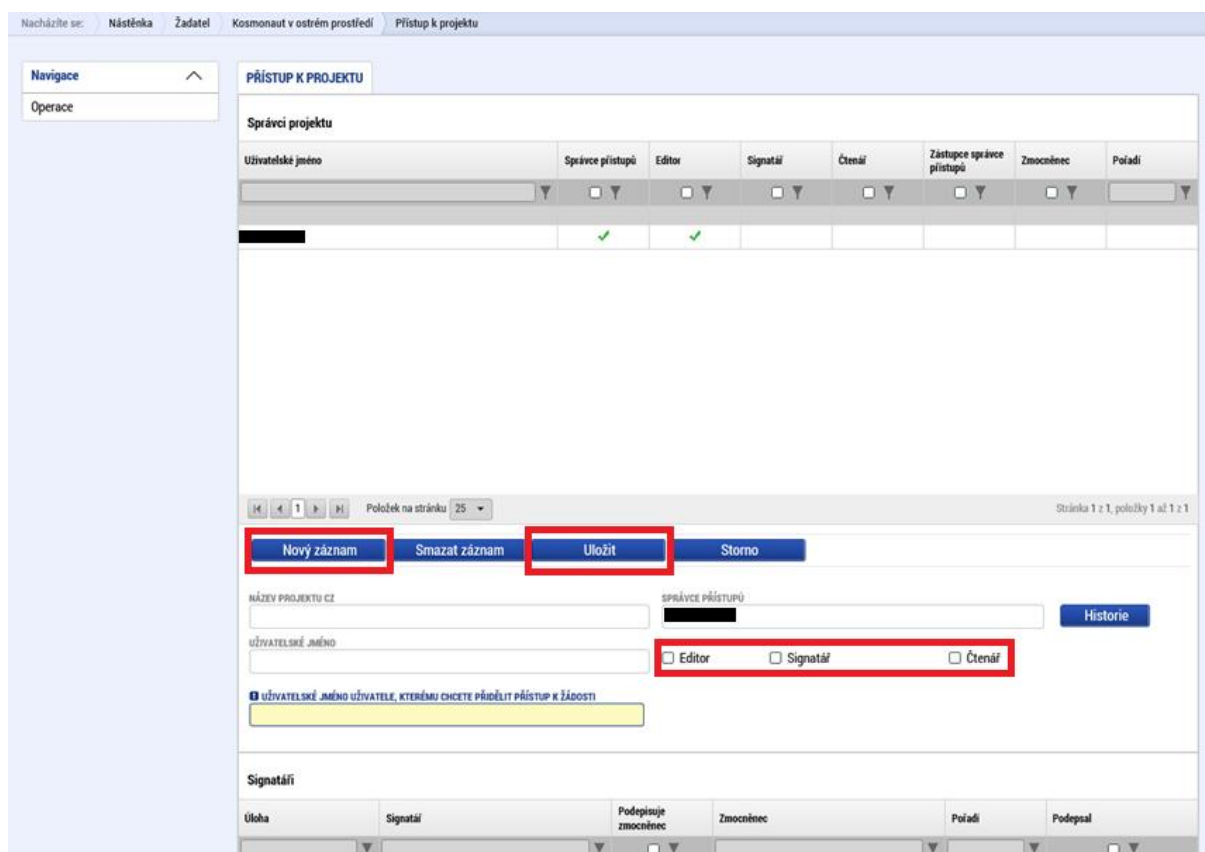 Nacházíte se: Nástěnka Žadatel Kosmonaut v ostrém prostředí Přístup k projektu
Navigace
Operace
PŘÍSTUP K PROJEKTU
Správci projektu
Uživatelské jméno Správce přístupů Editor Signatář Čtenář Zástupce správce přístupů Zmocněnec Pořadí
1 Položek na stránku 25 Stránka 1 z 1, položky 1 až 1 z 1
Nový záznam Smazat záznam Uložit Storno
NÁZEV PROJEKTU CZ SPRÁVCE PŘÍSTUPŮ
Historie
UŽIVATELSKÉ JMÉNO
Editor Signatář Čtenář
UŽIVATELSKÉ JMÉNO UŽIVATELE, KTERÉMU CHCETE PŘIDĚLIT PŘÍSTUP K ŽÁDOSTI
Signatáři
Úloha Signatář Podepisuje zmocněnec Zmocněnec Pořadí Podepsal